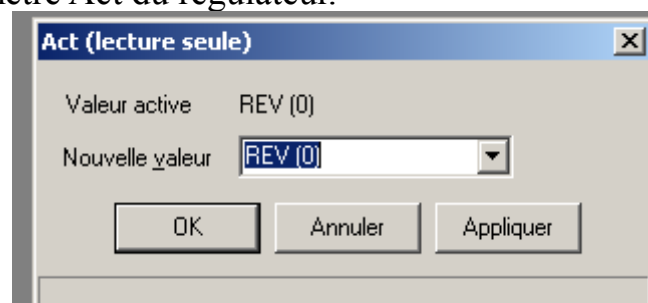 Act du régulateur.
Act (lecture seule)
Valeur active REV (0)
Nouvelle valeur REV (0)
OK Annuler Appliquer